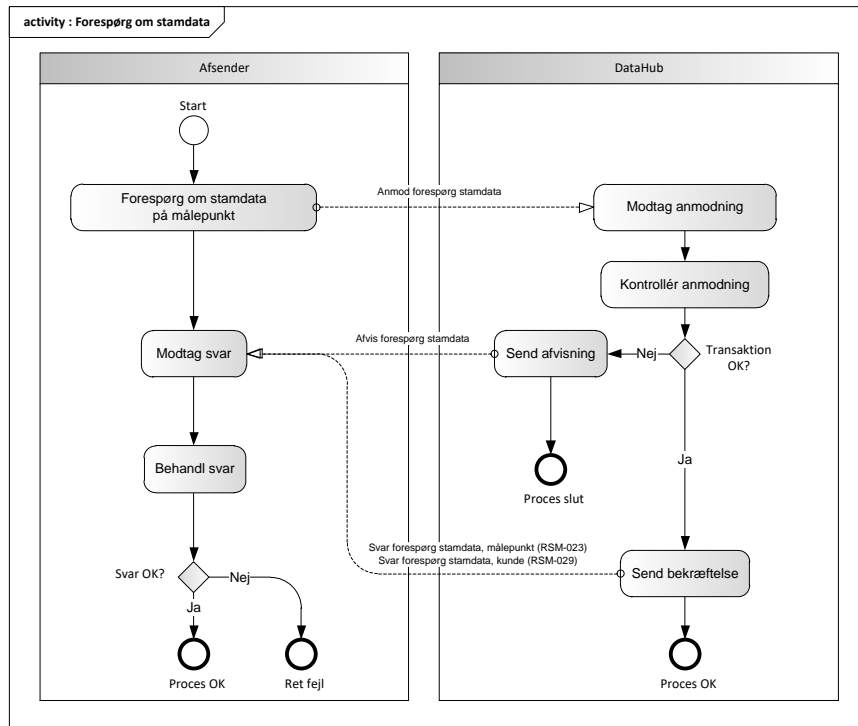 activity : Forespørg om stamdata
Afsender
DataHub
Start
Forespørg om stamdata
på målepunkt
Anmod forespørg stamdata
Modtag anmodning
Kontrollér anmodning
Modtag svar
Afvis forespørg stamdata
Send afvisning
Nej
Transaktion
OK?
Behandl svar
Ja
Proces slut
Svar forespørg stamdata, målepunkt (RSM-023)
Svar forespørg stamdata, kunde (RSM-029)
Send bekræftelse
Svar OK?
Nej
Ja
Proces OK
Ret fejl
Proces OK